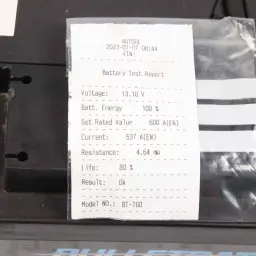 AUTOOL
2023-01-07 00:44
VIN:
Battery Test Report
Voltage: 13.10 V
Batt. Energy 100 %
Set Rated Value 600 A(EN)
Current: 537 A(EN)
Resistance: 4.64 mΩ
Life: 80 %
Result: Ok
Model NO.: BT-760